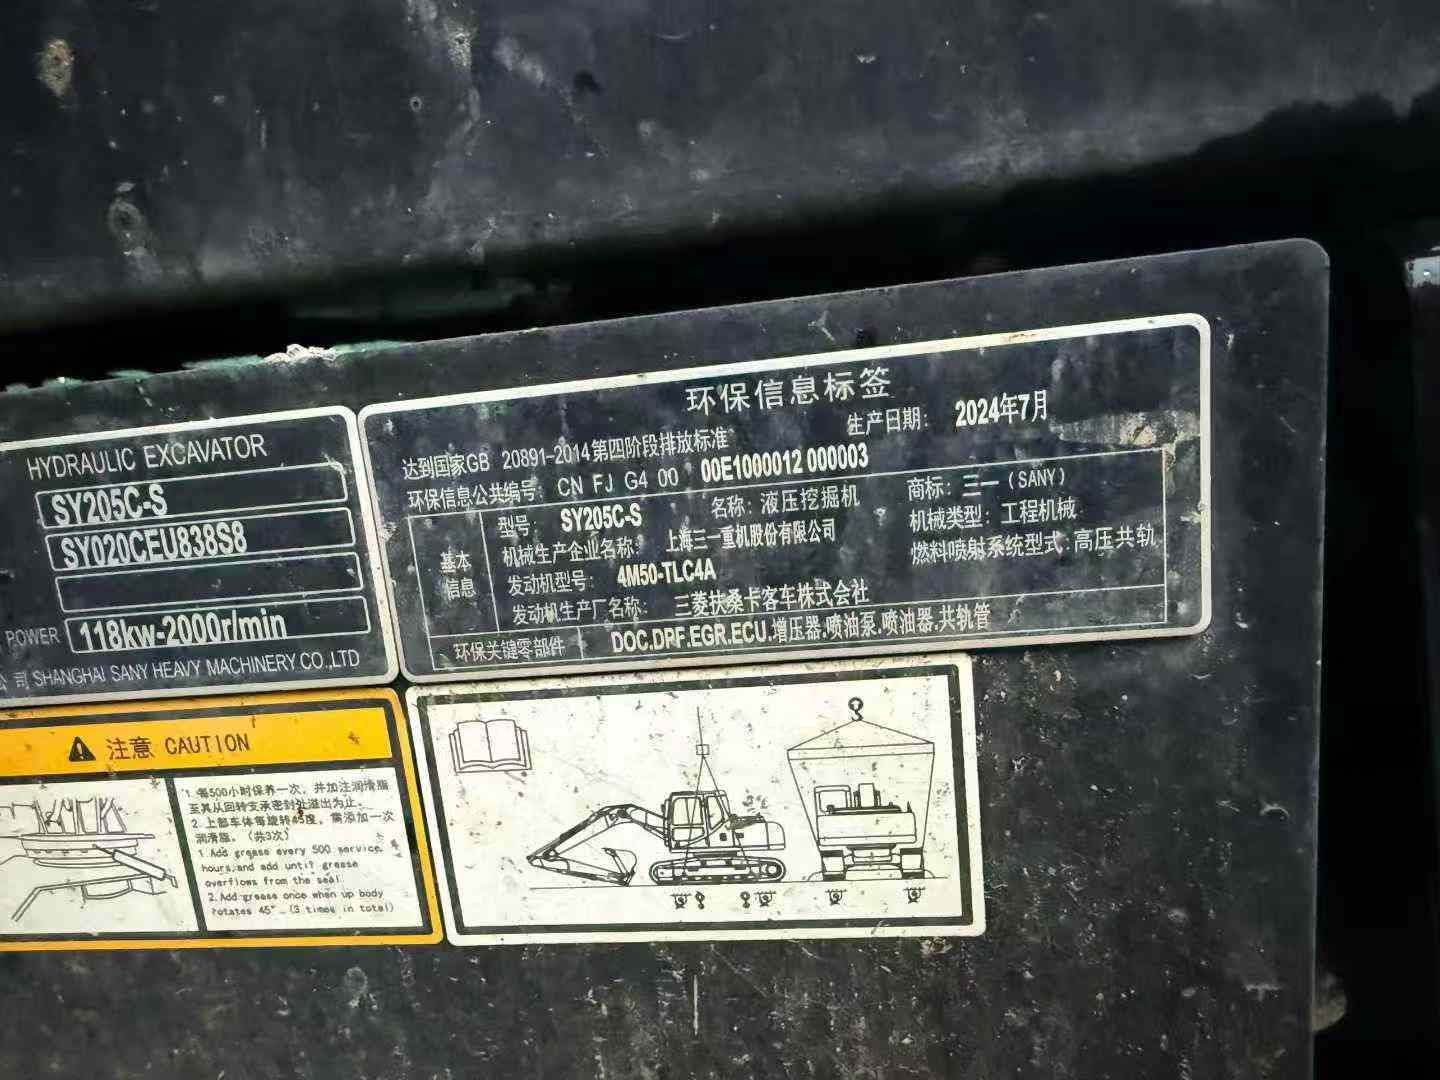 HYDRAULIC EXCAVATOR
SY205C-S
SY020CEU838S8
POWER 118kw-2000r/min
公司 SHANGHAI SANY HEAVY MACHINERY CO.,LTD
环保信息标签
生产日期: 2024年7月
达到国家GB 20891-2014第四阶段排放标准
环保信息公共编号: CN FJ G4 00 00E1000012 000003
基本信息
型号: SY205C-S 名称: 液压挖掘机 商标: 三一(SANY)
机械生产企业名称: 上海三一重机股份有限公司 机械类型: 工程机械
发动机型号: 4M50-TLC4A 燃料喷射系统型式: 高压共轨
发动机生产厂名称: 三菱扶桑卡客车株式会社
环保关键零部件 DOC.DPF.EGR.ECU.增压器.喷油泵.喷油器.共轨管
注意 CAUTION
1. 每500小时保养一次，并加注润滑脂
至其从回转支承密封处溢出为止。
2. 上部车体每旋转45度，需添加一次
润滑脂。(共3次)
1. Add grease every 500 service
hours,and add until grease
overflows from the seal
2. Add grease once when up body
rotates 45°. (3 times in total)